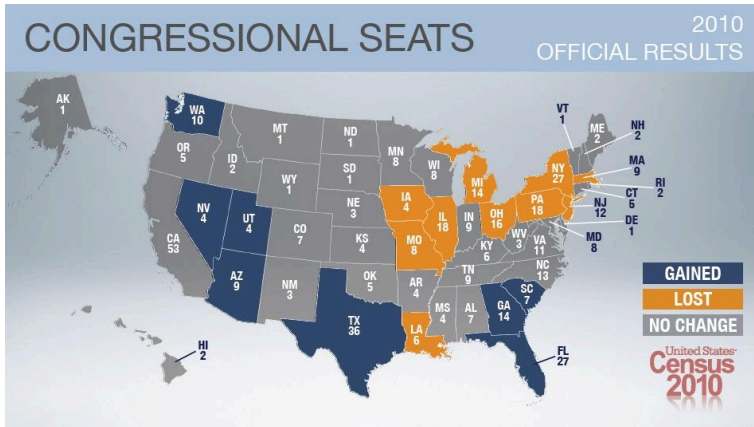 CONGRESSIONAL SEATS
2010
OFFICIAL RESULTS
AK
1
WA
10
OR
5
ID
2
MT
1
ND
1
MN
8
WI
8
MI
14
VT
1
ME
2
NH
2
NY
27
MA
9
RI
2
CT
5
NJ
12
DE
1
MD
8
PA
18
SD
1
WY
1
NV
4
UT
4
CO
7
NE
3
IA
4
IL
18
IN
9
OH
16
WV
3
VA
11
KY
6
CA
53
KS
4
MO
8
TN
9
NC
13
AZ
9
NM
3
OK
5
AR
4
SC
7
TX
36
LA
6
MS
4
AL
7
GA
14
FL
27
HI
2
GAINED
LOST
NO CHANGE
United States
Census
2010